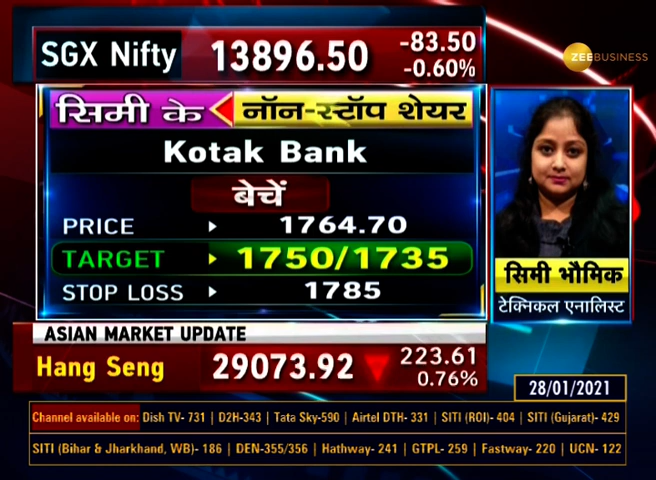 SGX Nifty 13896.50 -83.50 -0.60%
ZEEBUSINESS
सिमी के नॉन-स्टॉप शेयर
Kotak Bank
बेचें
PRICE 1764.70
TARGET 1750/1735
STOP LOSS 1785
सिमी भौमिक
टेक्निकल एनालिस्ट
ASIAN MARKET UPDATE
Hang Seng 29073.92 223.61 0.76%
28/01/2021
Channel available on: Dish TV- 731 | D2H-343 | Tata Sky-590 | Airtel DTH- 331 | SITI (ROI)- 404 | SITI (Gujarat)- 429
SITI (Bihar & Jharkhand, WB)- 186 | DEN-355/356 | Hathway- 241 | GTPL- 259 | Fastway- 220 | UCN- 122